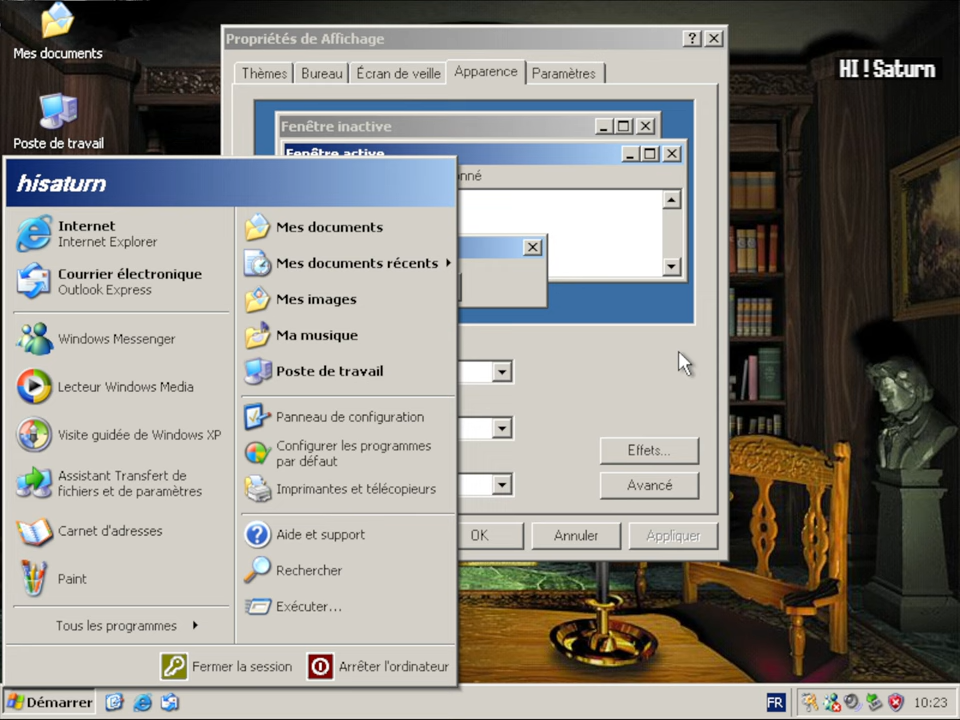 Mes documents
Poste de travail
HI!Saturn
Propriétés de Affichage
Thèmes
Bureau
Écran de veille
Apparence
Paramètres
Fenêtre inactive
Fenêtre active
nné
Effets...
Avancé
OK
Annuler
Appliquer
hisaturn
Internet
Internet Explorer
Courrier électronique
Outlook Express
Windows Messenger
Lecteur Windows Media
Visite guidée de Windows XP
Assistant Transfert de
fichiers et de paramètres
Carnet d'adresses
Paint
Tous les programmes
Mes documents
Mes documents récents
Mes images
Ma musique
Poste de travail
Panneau de configuration
Configurer les programmes
par défaut
Imprimantes et télécopieurs
Aide et support
Rechercher
Exécuter...
Fermer la session
Arrêter l'ordinateur
Démarrer
FR
10:23